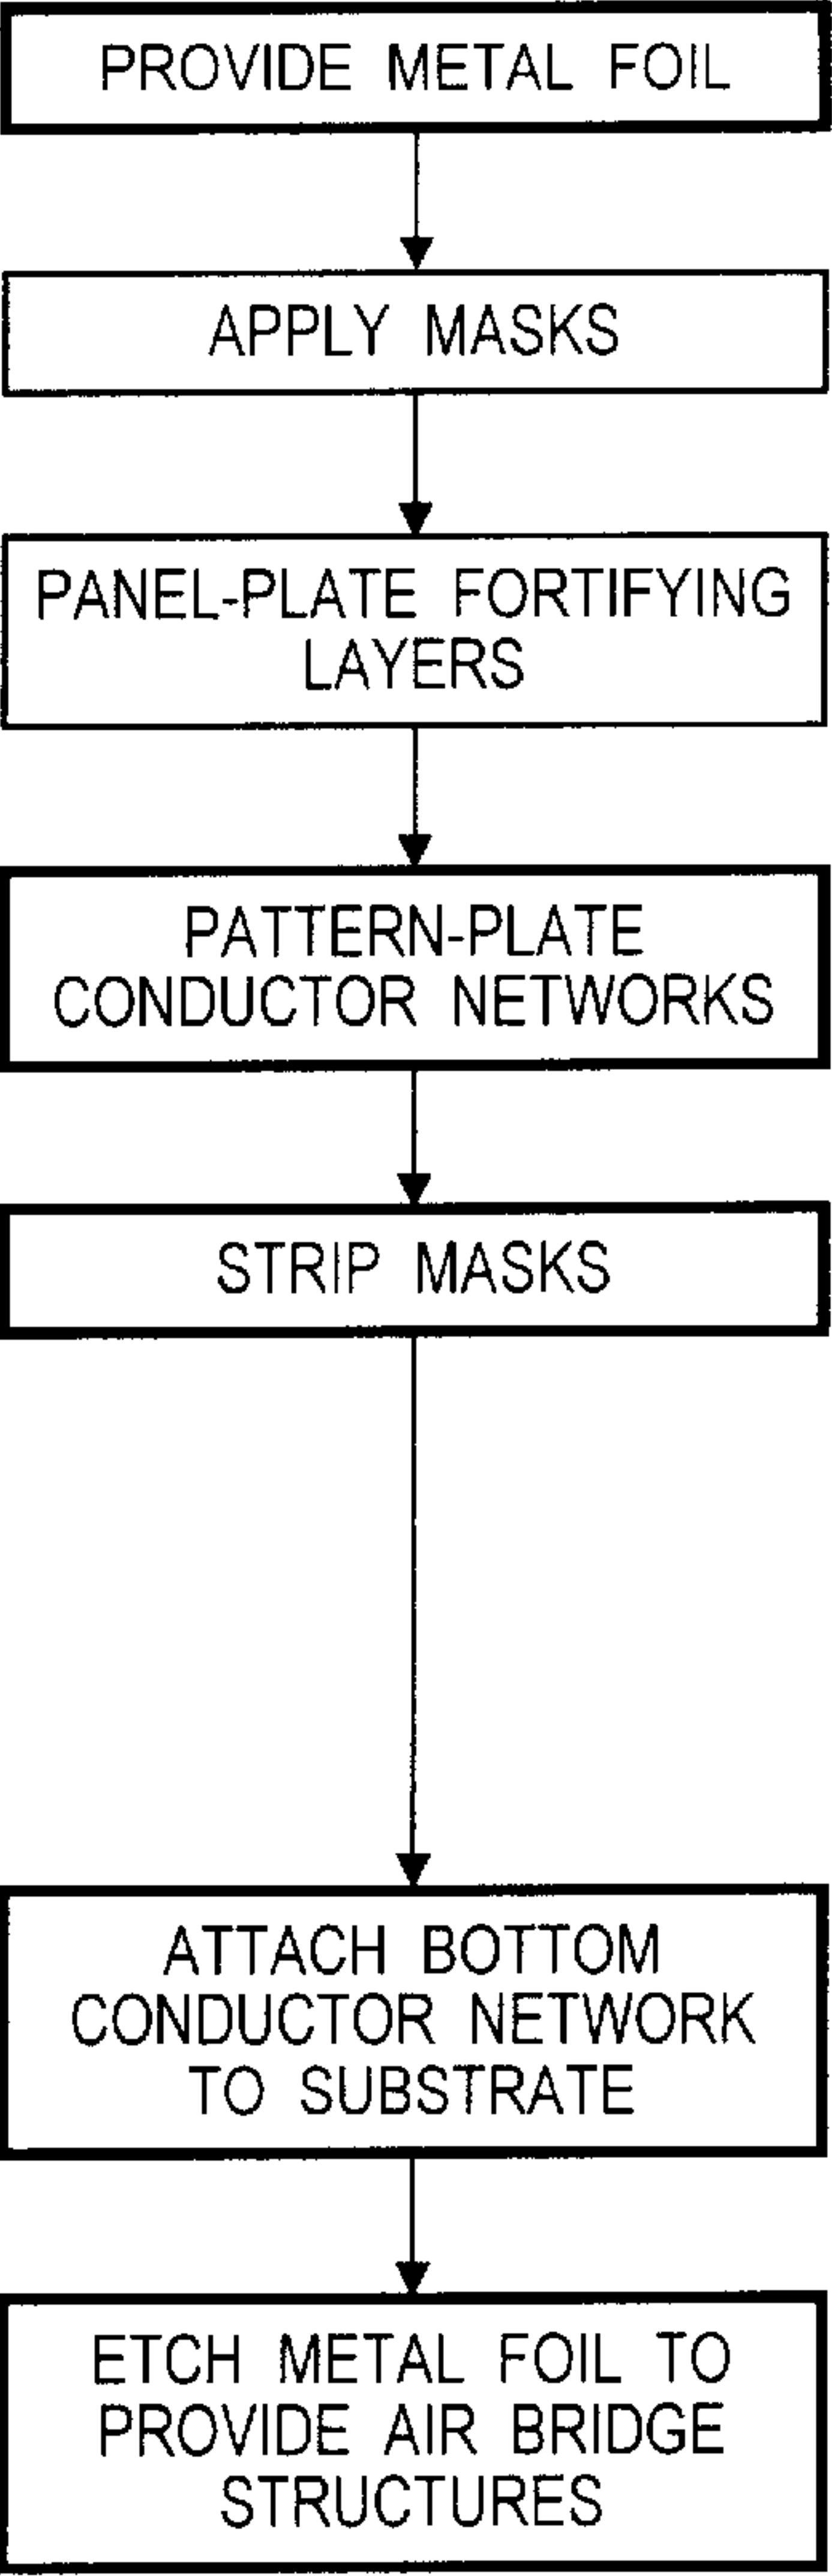 PROVIDE METAL FOIL
APPLY MASKS
PANEL-PLATE FORTIFYING
LAYERS
PATTERN-PLATE
CONDUCTOR NETWORKS
STRIP MASKS
ATTACH BOTTOM
CONDUCTOR NETWORK
TO SUBSTRATE
ETCH METAL FOIL TO
PROVIDE AIR BRIDGE
STRUCTURES